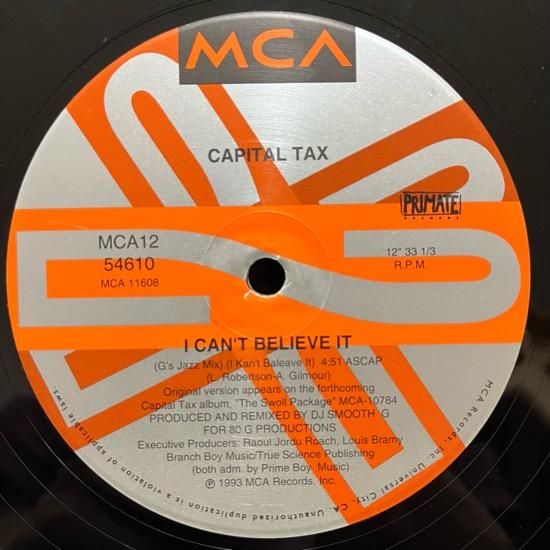 MCA
CAPITAL TAX
PRIMATE
RECORDS
MCA12
54610
MCA 11608
12" 33 1/3
R.P.M.
I CAN'T BELIEVE IT
(G's Jazz Mix) (I Kan't Baleave It) 4:51 ASCAP
(L. Robertson-A. Gilmour)
Original version appears on the forthcoming
Capital Tax album, "The Swoll Package" MCA-10784
PRODUCED AND REMIXED BY DJ SMOOTH G
FOR 80 G PRODUCTIONS
Executive Producers: Raoul Jordu Roach, Louis Bramy
Branch Boy Music/True Science Publishing
(both adm. by Prime Boy Music)
℗ 1993 MCA Records, Inc.
MCA Records, Inc., Universal City, CA. Unauthorized duplication is a violation of applicable laws.